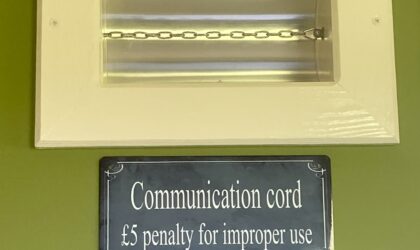 Communication cord
£5 penalty for improper use